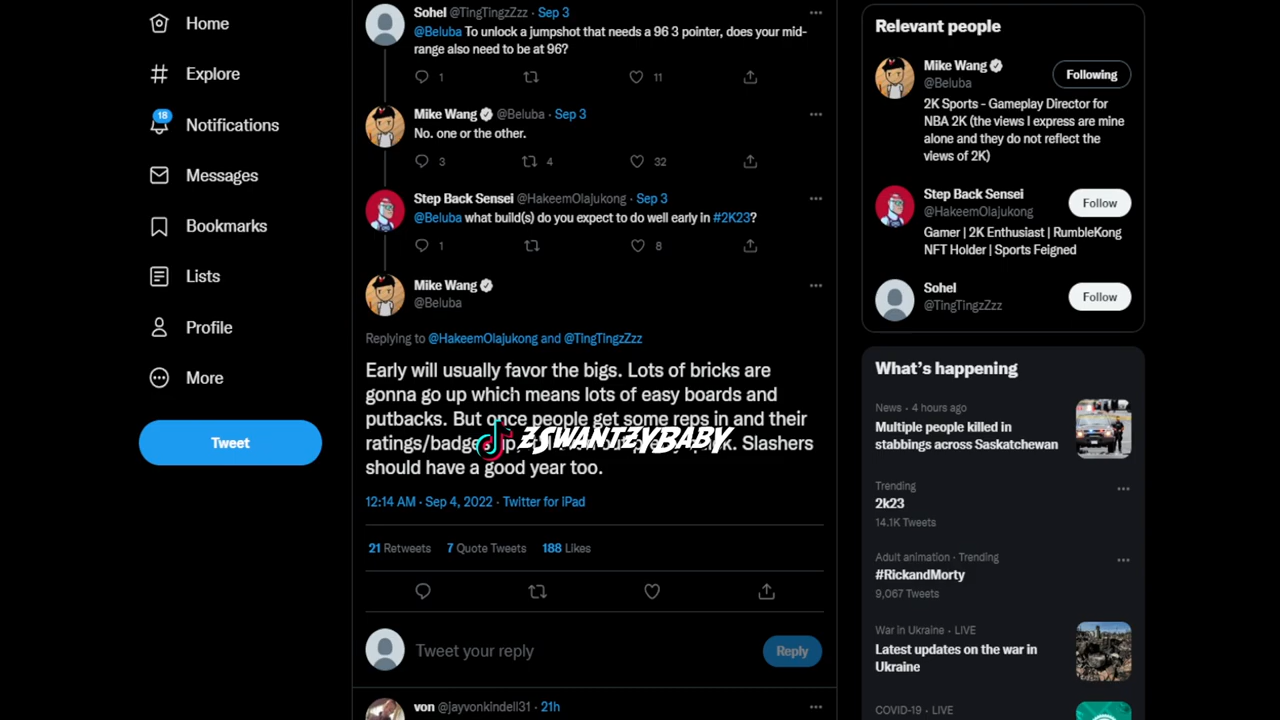 Home
Explore
18
Notifications
Messages
Bookmarks
Lists
Profile
More
Tweet
Sohel @TingTingzZzz · Sep 3
@Beluba To unlock a jumpshot that needs a 96 3 pointer, does your mid-
range also need to be at 96?
1 11
Mike Wang @Beluba · Sep 3
No. one or the other.
3 4 32
Step Back Sensei @HakeemOlajukong · Sep 3
@Beluba what build(s) do you expect to do well early in #2K23?
1 8
Mike Wang
@Beluba
Replying to @HakeemOlajukong and @TingTingzZzz
Early will usually favor the bigs. Lots of bricks are
gonna go up which means lots of easy boards and
putbacks. But once people get some reps in and their
ratings/badges up, Slashers
should have a good year too.
ZSWANTZYBABY
12:14 AM · Sep 4, 2022 · Twitter for iPad
21 Retweets 7 Quote Tweets 188 Likes
Tweet your reply
Reply
von @jayvonkindell31 · 21h
Relevant people
Mike Wang
@Beluba
Following
2K Sports - Gameplay Director for
NBA 2K (the views I express are mine
alone and they do not reflect the
views of 2K)
Step Back Sensei
@HakeemOlajukong
Follow
Gamer | 2K Enthusiast | RumbleKong
NFT Holder | Sports Feigned
Sohel
@TingTingzZzz
Follow
What's happening
News · 4 hours ago
Multiple people killed in
stabbings across Saskatchewan
Trending
2k23
14.1K Tweets
Adult animation · Trending
#RickandMorty
9,067 Tweets
War in Ukraine · LIVE
Latest updates on the war in
Ukraine
COVID-19 · LIVE